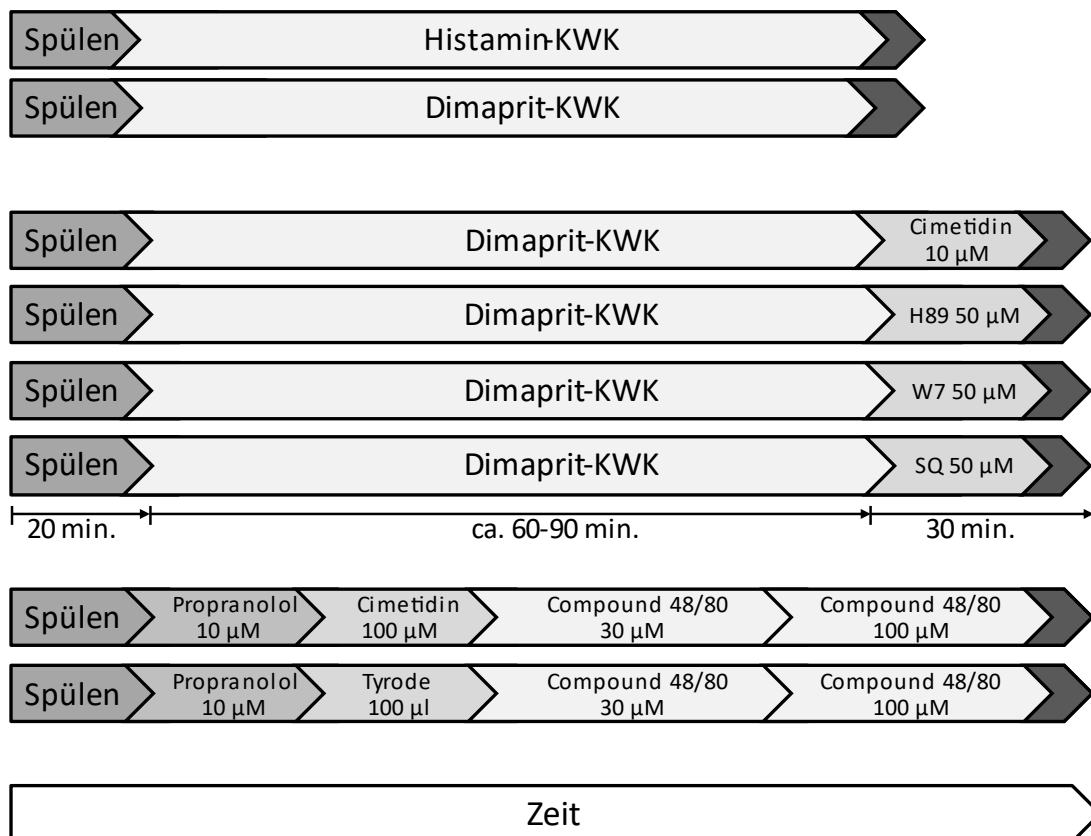 Spülen Histamin-KWK
Spülen Dimaprit-KWK
Spülen Dimaprit-KWK Cimetidin
10 µM
Spülen Dimaprit-KWK H89 50 µM
Spülen Dimaprit-KWK W7 50 µM
Spülen Dimaprit-KWK SQ 50 µM
20 min. ca. 60-90 min. 30 min.
Spülen Propranolol Cimetidin Compound 48/80 Compound 48/80
10 µM 100 µM 30 µM 100 µM
Spülen Propranolol Tyrode Compound 48/80 Compound 48/80
10 µM 100 µl 30 µM 100 µM
Zeit